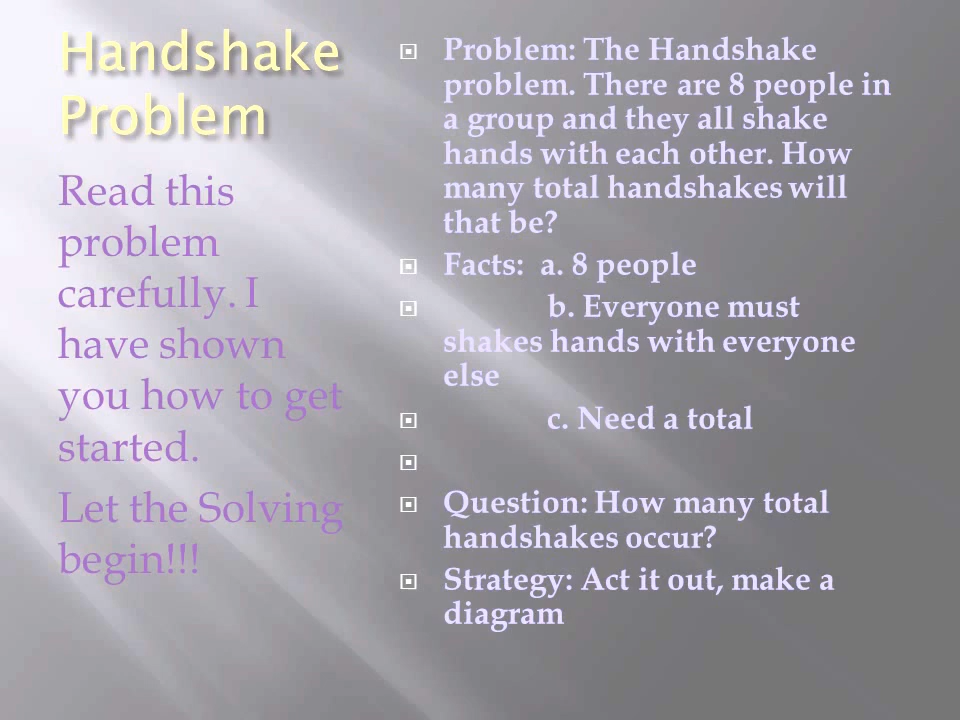 Handshake
Problem
Read this
problem
carefully. I
have shown
you how to get
started.
Let the Solving
begin!!!
Problem: The Handshake
problem. There are 8 people in
a group and they all shake
hands with each other. How
many total handshakes will
that be?
Facts:  a. 8 people
b. Everyone must
shakes hands with everyone
else
c. Need a total
Question: How many total
handshakes occur?
Strategy: Act it out, make a
diagram